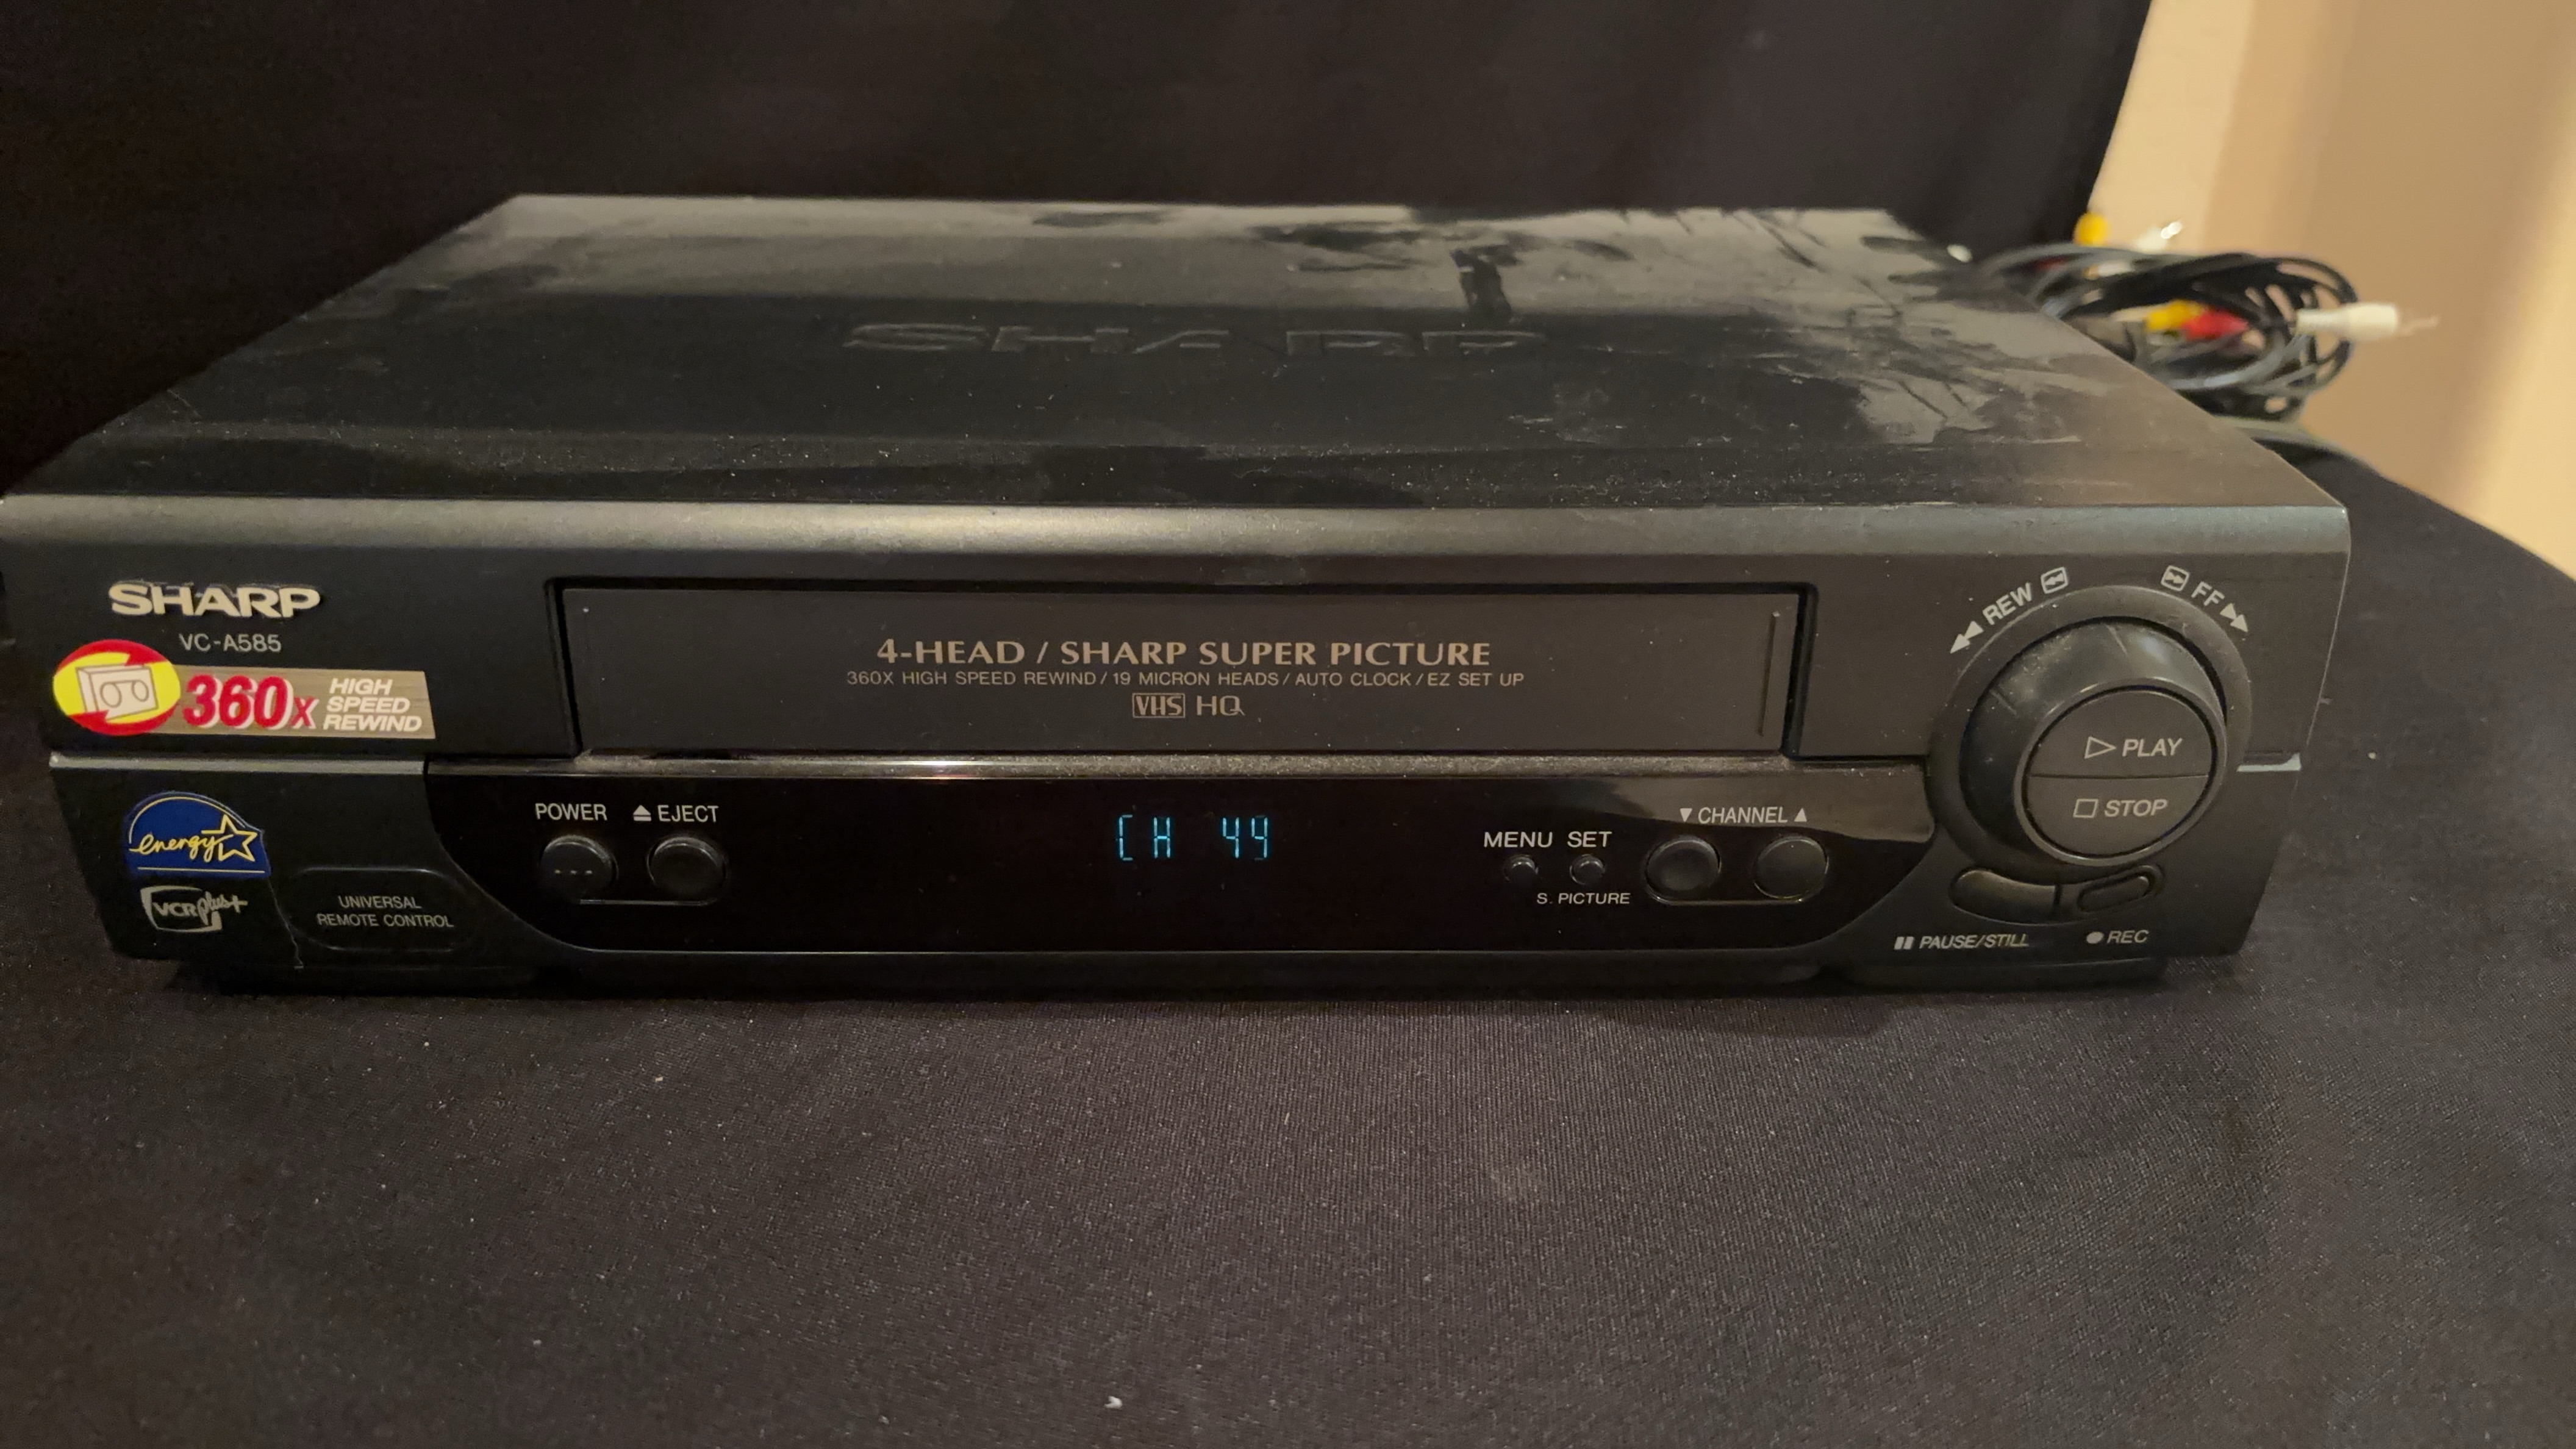 SHARP
SHARP
VC-A585
360x HIGH
SPEED
REWIND
4-HEAD / SHARP SUPER PICTURE
360X HIGH SPEED REWIND / 19 MICRON HEADS / AUTO CLOCK / EZ SET UP
VHS HQ
◀◀ REW
FF ▶▶
▷ PLAY
□ STOP
energy
VCR plus+
UNIVERSAL
REMOTE CONTROL
POWER ⏏ EJECT
CH 49
MENU SET
S. PICTURE
▼ CHANNEL ▲
❚❚ PAUSE/STILL
● REC